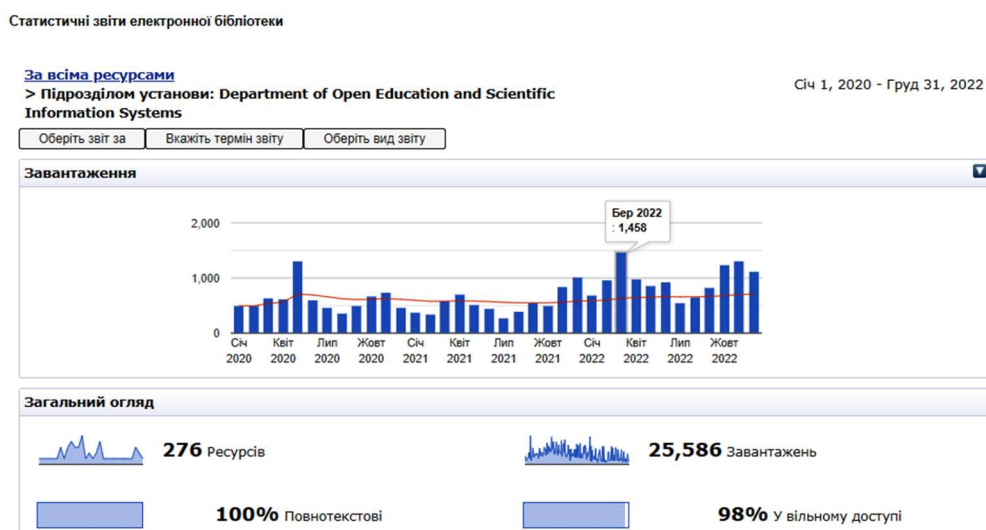 Статистичні звіти електронної бібліотеки
За всіма ресурсами
> Підрозділом установи: Department of Open Education and Scientific
Information Systems
Січ 1, 2020 - Груд 31, 2022
Оберіть звіт за
Вкажіть термін звіту
Оберіть вид звіту
Завантаження
Бер 2022
: 1,458
2,000
1,000
0
Січ 2020
Квіт 2020
Лип 2020
Жовт 2020
Січ 2021
Квіт 2021
Лип 2021
Жовт 2021
Січ 2022
Квіт 2022
Лип 2022
Жовт 2022
Загальний огляд
276 Ресурсів
25,586 Завантажень
100% Повнотекстові
98% У вільному доступі